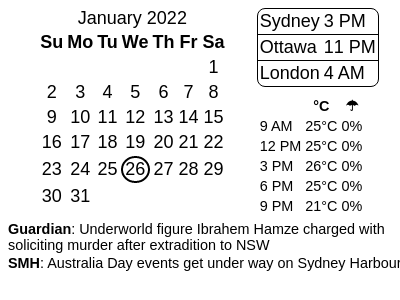 January 2022
Su Mo Tu We Th Fr Sa
1
2 3 4 5 6 7 8
9 10 11 12 13 14 15
16 17 18 19 20 21 22
23 24 25 26 27 28 29
30 31
Sydney 3 PM
Ottawa 11 PM
London 4 AM
°C ☂
9 AM 25°C 0%
12 PM 25°C 0%
3 PM 26°C 0%
6 PM 25°C 0%
9 PM 21°C 0%
Guardian: Underworld figure Ibrahem Hamze charged with
soliciting murder after extradition to NSW
SMH: Australia Day events get under way on Sydney Harbour